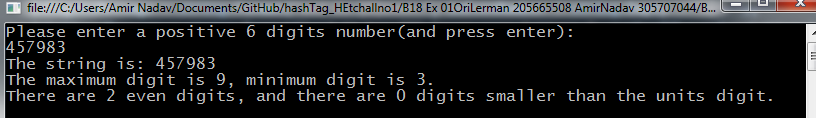 file:///C:/Users/Amir Nadav/Documents/GitHub/hashTag_HEtchallno1/B18 Ex 01OriLerman 205665508 AmirNadav 305707044/B...
Please enter a positive 6 digits number(and press enter):
457983
The string is: 457983
The maximum digit is 9, minimum digit is 3.
There are 2 even digits, and there are 0 digits smaller than the units digit.